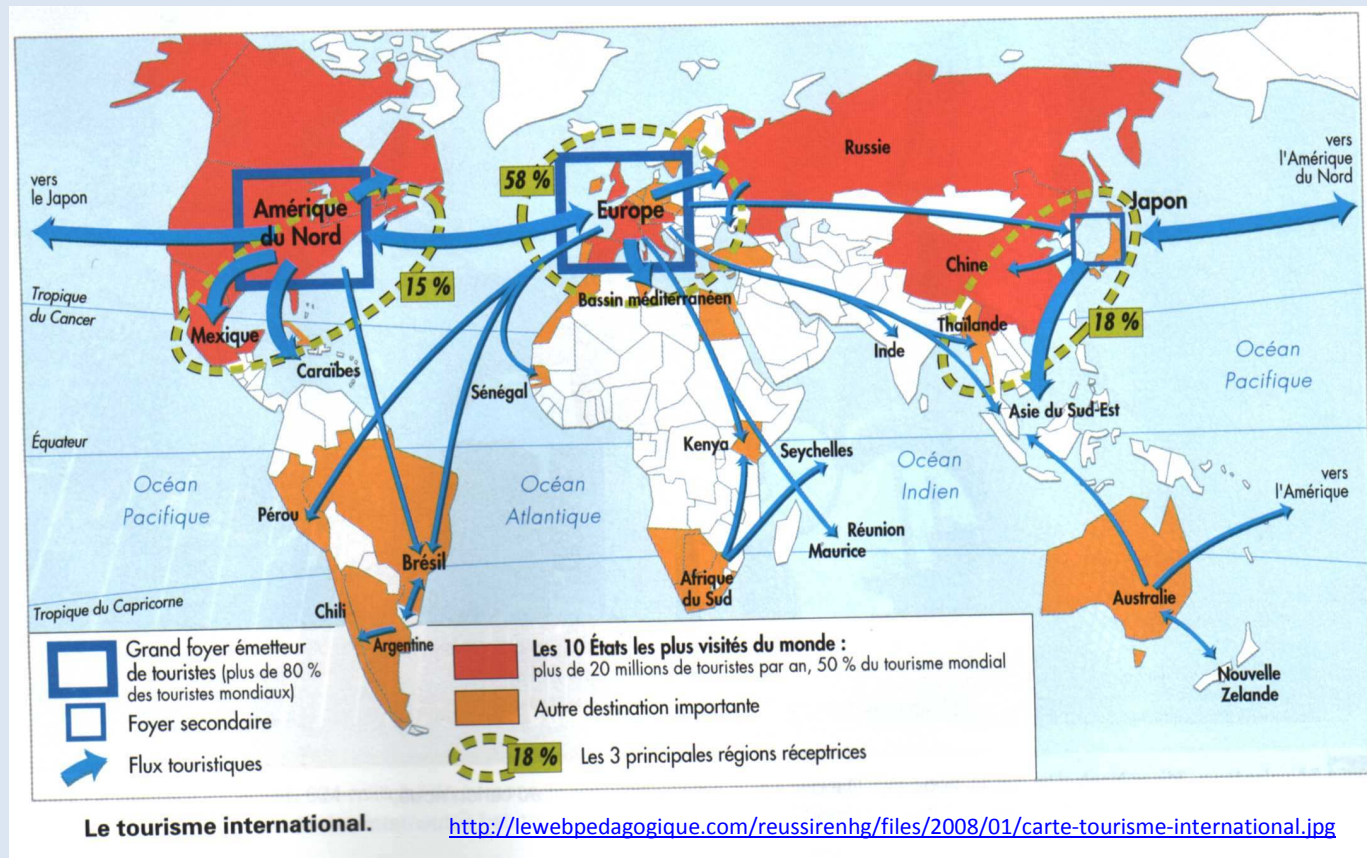 vers
le Japon
Amérique
du Nord
58 %
Europe
Russie
vers
l'Amérique
du Nord
Japon
15 %
Chine
Bassin méditerranéen
Tropique
du Cancer
Mexique
Caraïbes
Thaïlande
18 %
Inde
Océan
Pacifique
Sénégal
Asie du Sud-Est
Équateur
Kenya
Seychelles
Océan
Indien
vers
l'Amérique
Océan
Pacifique
Océan
Atlantique
Pérou
Réunion
Maurice
Brésil
Afrique
du Sud
Australie
Tropique du Capricorne
Chili
Argentine
Nouvelle
Zelande
Grand foyer émetteur
de touristes (plus de 80 %
des touristes mondiaux)
Foyer secondaire
Flux touristiques
Les 10 États les plus visités du monde :
plus de 20 millions de touristes par an, 50 % du tourisme mondial
Autre destination importante
18 %
Les 3 principales régions réceptrices
Le tourisme international.
http://lewebpedagogique.com/reussirenhg/files/2008/01/carte-tourisme-international.jpg